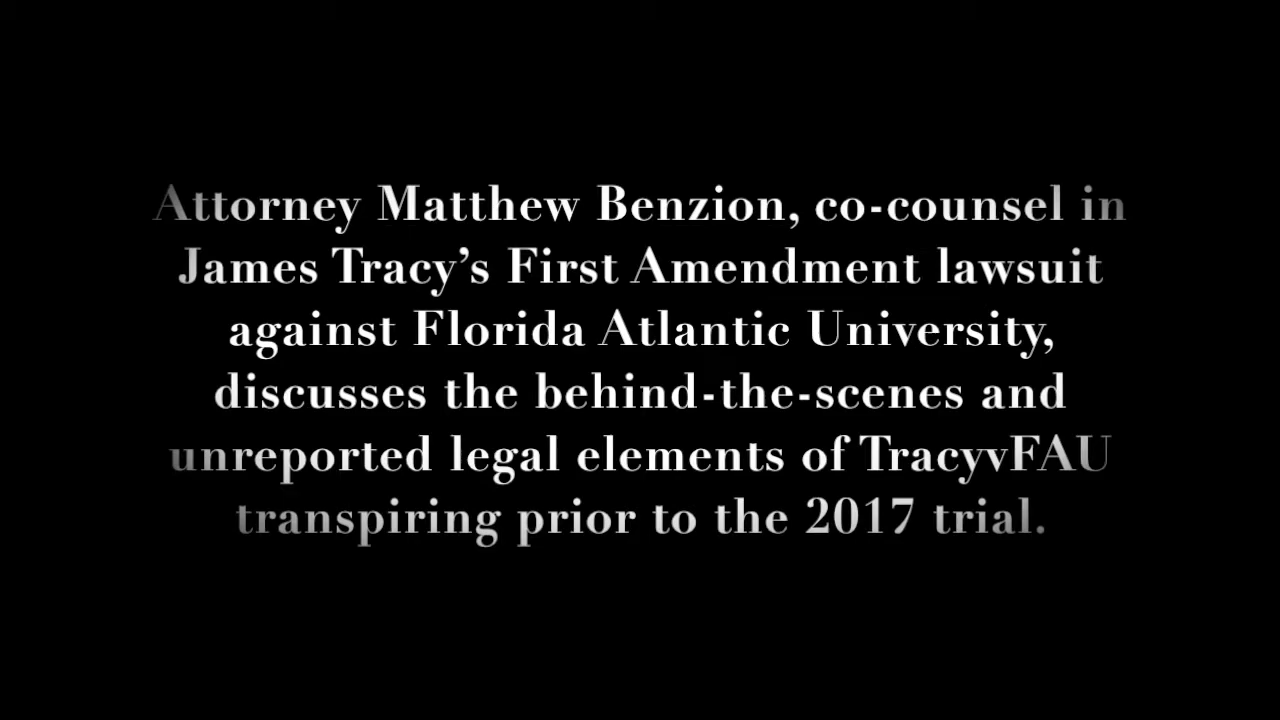 Attorney Matthew Benzion, co-counsel in
James Tracy’s First Amendment lawsuit
against Florida Atlantic University,
discusses the behind-the-scenes and
unreported legal elements of TracyvFAU
transpiring prior to the 2017 trial.